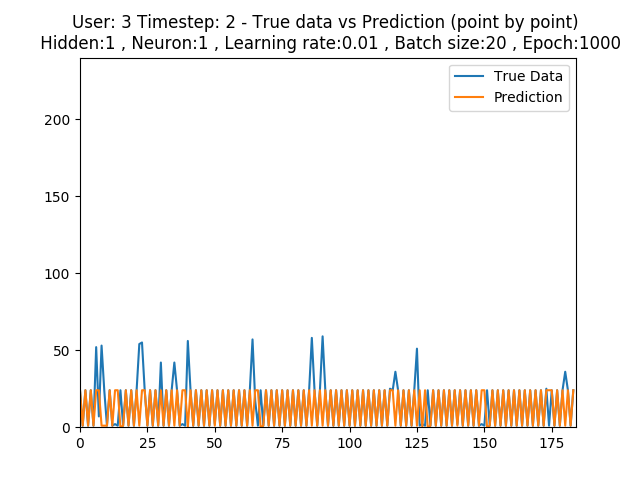 User: 3 Timestep: 2 - True data vs Prediction (point by point)
Hidden:1 , Neuron:1 , Learning rate:0.01 , Batch size:20 , Epoch:1000
True Data
Prediction
200
150
100
50
0
0 25 50 75 100 125 150 175